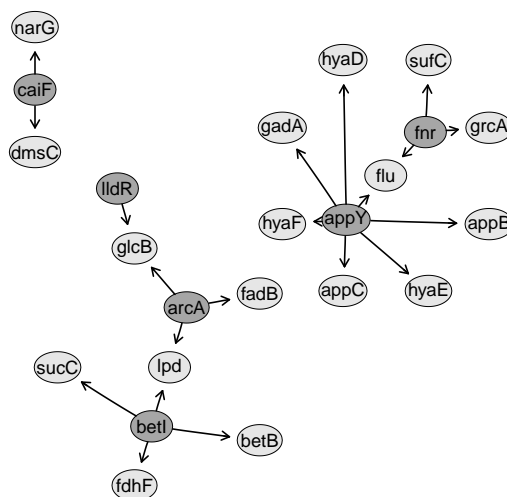 narG
hyaD
sufC
caiF
gadA
fnr
grcA
dmsC
flu
lldR
hyaF
appY
appB
glcB
appC
hyaE
fadB
arcA
sucC
lpd
betI
betB
fdhF